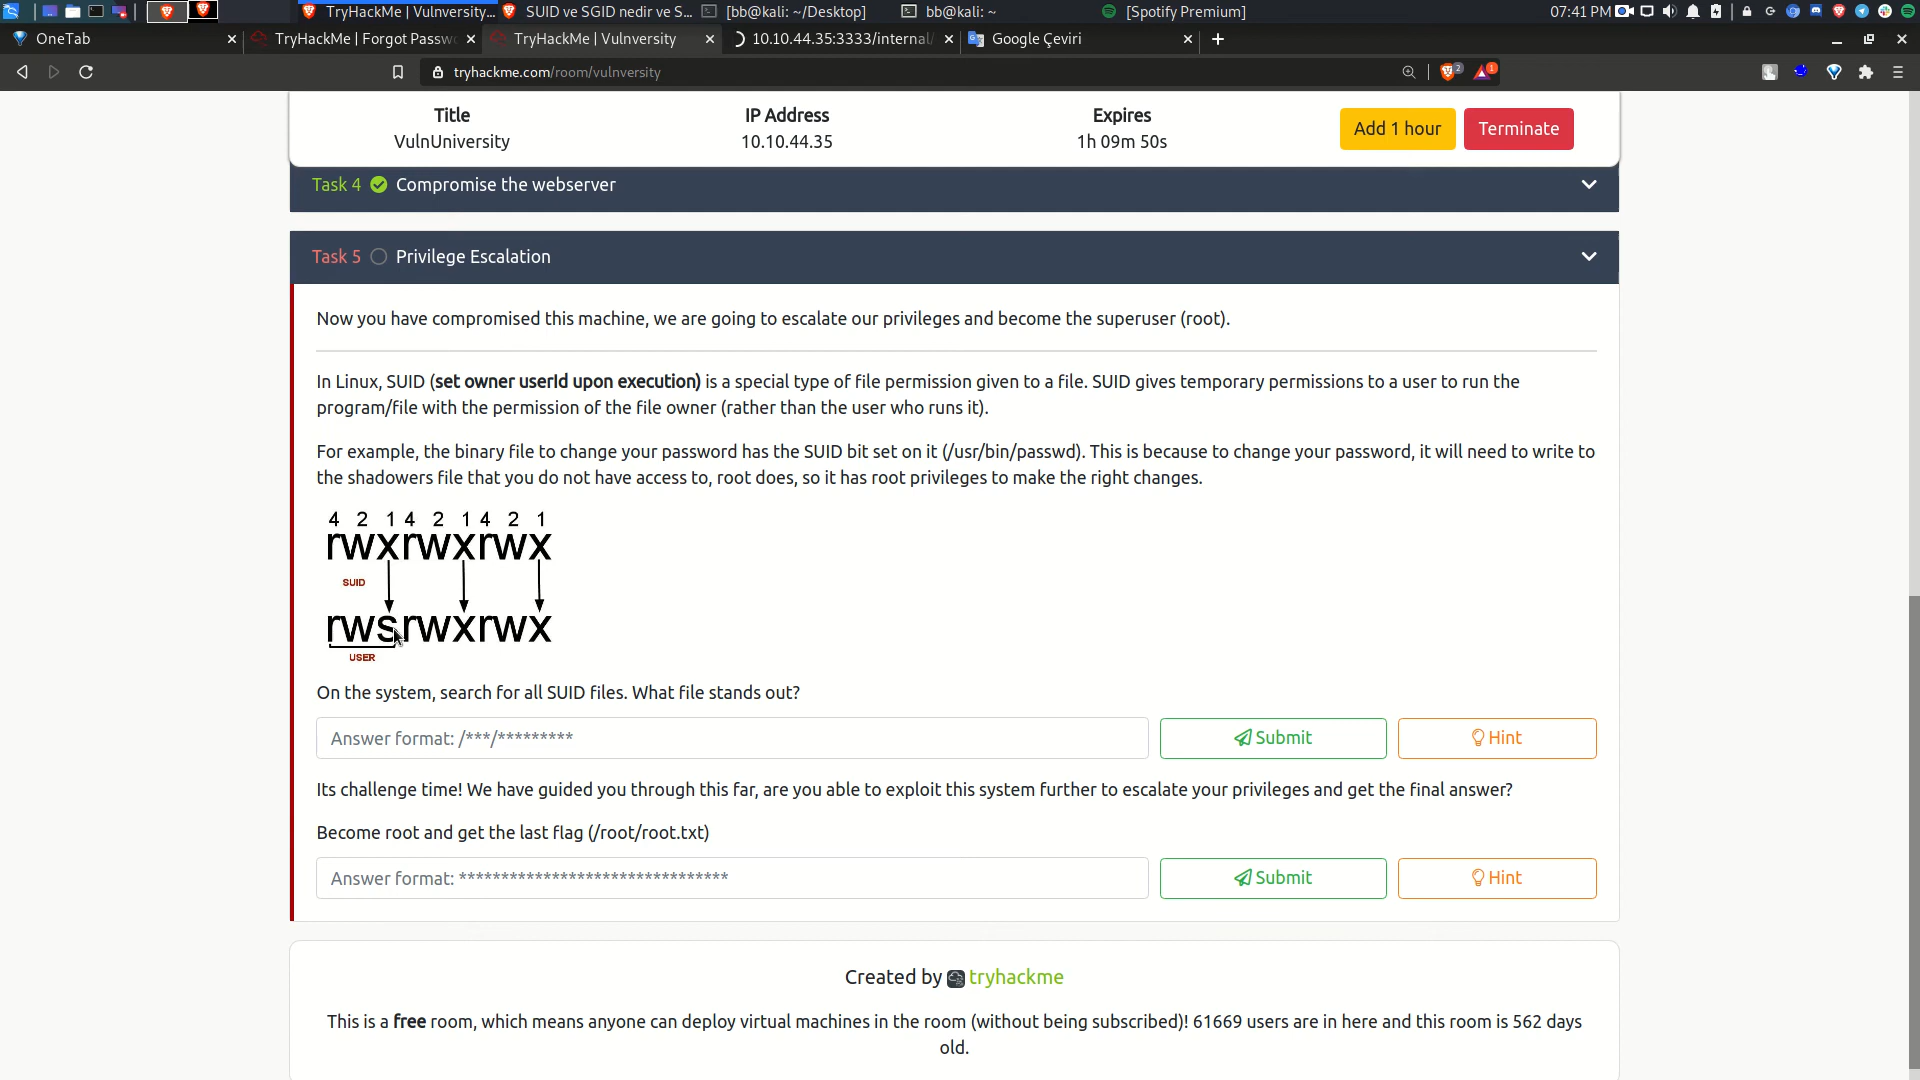 TryHackMe | Vulnversity...
SUID ve SGID nedir ve S...
[bb@kali: ~/Desktop]
bb@kali: ~
[Spotify Premium]
07:41 PM
OneTab
TryHackMe | Forgot Passw
TryHackMe | Vulnversity
10.10.44.35:3333/internal/
Google Çeviri
tryhackme.com/room/vulnversity
2
1
Title
IP Address
Expires
VulnUniversity
10.10.44.35
1h 09m 50s
Add 1 hour
Terminate
Task 4 Compromise the webserver
Task 5 Privilege Escalation
Now you have compromised this machine, we are going to escalate our privileges and become the superuser (root).
In Linux, SUID (set owner userId upon execution) is a special type of file permission given to a file. SUID gives temporary permissions to a user to run the
program/file with the permission of the file owner (rather than the user who runs it).
For example, the binary file to change your password has the SUID bit set on it (/usr/bin/passwd). This is because to change your password, it will need to write to
the shadowers file that you do not have access to, root does, so it has root privileges to make the right changes.
4 2 1 4 2 1 4 2 1
rwxrwxrwx
SUID
rwsrwxrwx
USER
On the system, search for all SUID files. What file stands out?
Answer format: /***/*********
Submit
Hint
Its challenge time! We have guided you through this far, are you able to exploit this system further to escalate your privileges and get the final answer?
Become root and get the last flag (/root/root.txt)
Answer format: ********************************
Submit
Hint
Created by tryhackme
This is a free room, which means anyone can deploy virtual machines in the room (without being subscribed)! 61669 users are in here and this room is 562 days
old.